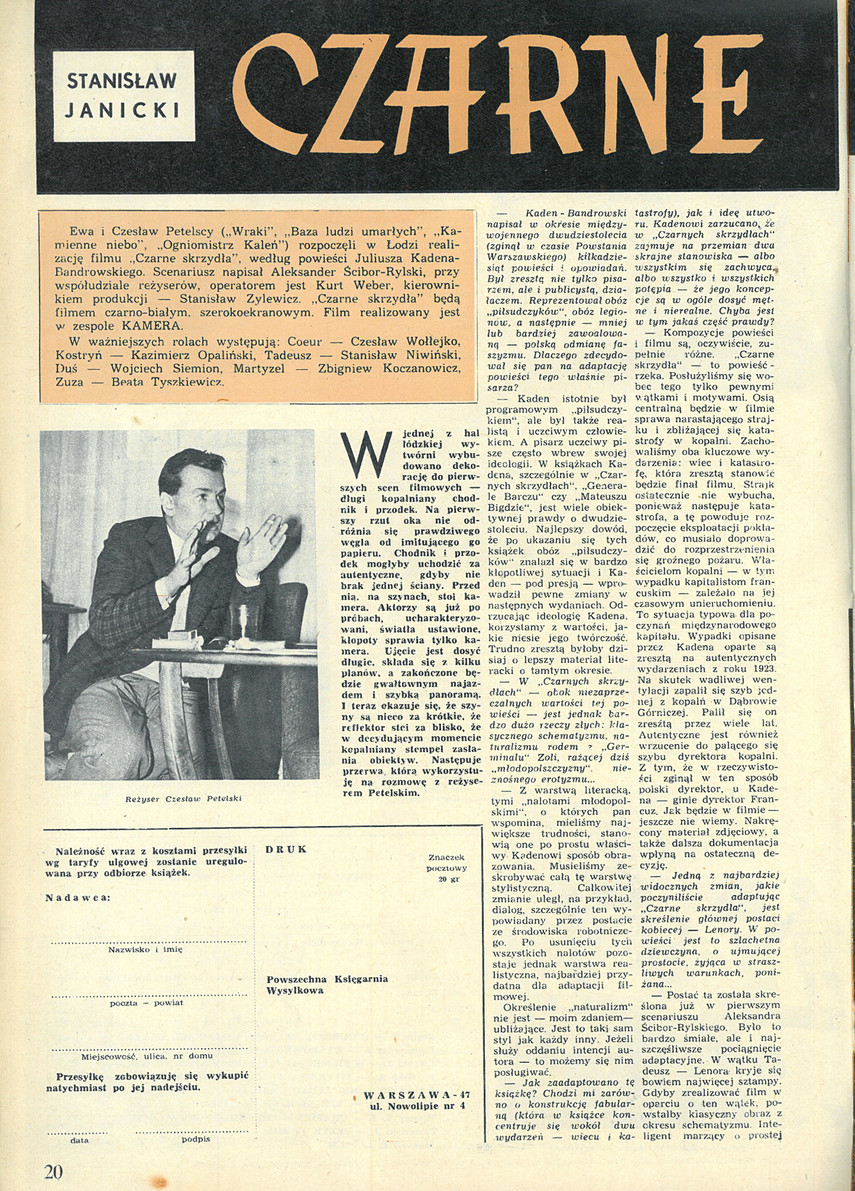 STANISŁAW
JANICKI
CZARNE
Ewa i Czesław Petelscy („Wraki", „Baza ludzi umarłych", „Ka-
mienne niebo", „Ogniomistrz Kaleń") rozpoczęli w Łodzi reali-
zację filmu „Czarne skrzydła", według powieści Juliusza Kadena-
Bandrowskiego. Scenariusz napisał Aleksander Ścibor-Rylski, przy
współudziale reżyserów, operatorem jest Kurt Weber, kierowni-
kiem produkcji — Stanisław Zylewicz. „Czarne skrzydła" będą
filmem czarno-białym, szerokoekranowym. Film realizowany jest
w zespole KAMERA.
W ważniejszych rolach występują: Coeur — Czesław Wołłejko,
Kostryń — Kazimierz Opaliński, Tadeusz — Stanisław Niwiński,
Duś — Wojciech Siemion, Martyzel — Zbigniew Koczanowicz,
Zuza — Beata Tyszkiewicz.
Reżyser Czesław Petelski
W jednej z hal
łódzkiej wy-
twórni wybu-
dowano deko-
rację do pierw-
szych scen filmowych —
długi kopalniany chod-
nik i przodek. Na pierw-
szy rzut oka nie od-
różnia się prawdziwego
węgla od imitującego go
papieru. Chodnik i przo-
dek mogłyby uchodzić za
autentyczne, gdyby nie
brak jednej ściany. Przed
nią, na szynach, stoi ka-
mera. Aktorzy są już po
próbach, ucharakteryzo-
wani, światła ustawione,
kłopoty sprawia tylko ka-
mera. Ujęcie jest dosyć
długie, składa się z kilku
planów, a zakończone bę-
dzie gwałtownym najaz-
dem i szybką panoramą.
I teraz okazuje się, że szy-
ny są nieco za krótkie, że
reflektor stoi za blisko, że
w decydującym momencie
kopalniany stempel zasła-
nia obiektyw. Następuje
przerwa, którą wykorzystu-
ję na rozmowę z reżyse-
rem Petelskim.
— Kaden-Bandrowski
napisał w okresie między-
wojennego dwudziestolecia
(zginął w czasie Powstania
Warszawskiego) kilkadzie-
siąt powieści i opowiadań.
Był zresztą nie tylko pisa-
rzem, ale i publicystą, dzia-
łaczem. Reprezentował obóz
„piłsudczyków", obóz legio-
nów, a następnie — mniej
lub bardziej zawoalowa-
ną — polską odmianę fa-
szyzmu. Dlaczego zdecydo-
wał się pan na adaptację
powieści tego właśnie pi-
sarza?
— Kaden istotnie był
programowym „piłsudczy-
kiem", ale był także rea-
listą i uczciwym człowie-
kiem. A pisarz uczciwy pi-
sze często wbrew swojej
ideologii. W książkach Ka-
dena, szczególnie w „Czar-
nych skrzydłach", „Genera-
le Barczu" czy „Mateuszu
Bigdzie", jest wiele obiek-
tywnej prawdy o dwudzie-
stoleciu. Najlepszy dowód,
że po ukazaniu się tych
książek obóz „piłsudczy-
ków" znalazł się w bardzo
kłopotliwej sytuacji i Ka-
den — pod presją — wpro-
wadził pewne zmiany w
następnych wydaniach. Od-
rzucając ideologię Kadena,
korzystamy z wartości, ja-
kie niesie jego twórczość.
Trudno zresztą byłoby dzi-
siaj o lepszy materiał lite-
racki o tamtym okresie.
— W „Czarnych skrzy-
dłach" — obok niezaprze-
czalnych wartości tej po-
wieści — jest jednak bar-
dzo dużo rzeczy złych: kla-
sycznego schematyzmu, na-
turalizmu rodem z „Ger-
minalu" Zoli, rażącej dziś
„młodopolszczyzny", nie-
znośnego erotyzmu...
— Z warstwą literacką,
tymi „nalotami młodopol-
skimi", o których pan
wspomina, mieliśmy naj-
większe trudności, stano-
wią one po prostu właści-
wy Kadenowi sposób obra-
zowania. Musieliśmy ze-
skrobywać całą tę warstwę
stylistyczną. Całkowitej
zmianie uległ, na przykład,
dialog, szczególnie ten wy-
powiadany przez postacie
ze środowiska robotnicze-
go. Po usunięciu tych
wszystkich nalotów pozo-
staje jednak warstwa rea-
listyczna, najbardziej przy-
datna dla adaptacji fil-
mowej.
Określenie „naturalizm"
nie jest — moim zdaniem—
ubliżające. Jest to taki sam
styl jak każdy inny. Jeżeli
służy oddaniu intencji au-
tora — to możemy się nim
posługiwać.
— Jak zaadaptowano tę
książkę? Chodzi mi zarów-
no o konstrukcję fabular-
ną (która w książce kon-
centruje się wokół dwu
wydarzeń — wiecu i ka-
tastrofy), jak i ideę utwo-
ru. Kadenowi zarzucano, że
w „Czarnych skrzydłach"
zajmuje na przemian dwa
skrajne stanowiska — albo
wszystkim się zachwyca,
albo wszystko i wszystkich
potępia — że jego koncep-
cje są w ogóle dosyć męt-
ne i nierealne. Chyba jest
w tym jakaś część prawdy?
— Kompozycje powieści
i filmu są, oczywiście, zu-
pełnie różne. „Czarne
skrzydła" — to powieść-
rzeka. Posłużyliśmy się wo-
bec tego tylko pewnymi
wątkami i motywami. Osią
centralną będzie w filmie
sprawa narastającego straj-
ku i zbliżającej się kata-
strofy w kopalni. Zacho-
waliśmy oba kluczowe wy-
darzenia: wiec i katastro-
fę, która zresztą stanowić
będzie finał filmu. Strajk
ostatecznie nie wybucha,
ponieważ następuje kata-
strofa, a tę powoduje roz-
poczęcie eksploatacji pokła-
dów, co musiało doprowa-
dzić do rozprzestrzenienia
się groźnego pożaru. Wła-
ścicielom kopalni — w tym
wypadku kapitalistom fran-
cuskim — zależało na jej
czasowym unieruchomieniu.
To sytuacja typowa dla po-
czynań międzynarodowego
kapitału. Wypadki opisane
przez Kadena oparte są
zresztą na autentycznych
wydarzeniach z roku 1923.
Na skutek wadliwej wen-
tylacji zapalił się szyb jed-
nej z kopalń w Dąbrowie
Górniczej. Palił się on
zresztą przez wiele lat.
Autentyczne jest również
wrzucenie do palącego się
szybu dyrektora kopalni.
Z tym, że w rzeczywisto-
ści zginął w ten sposób
polski dyrektor, u Kade-
na — ginie dyrektor Fran-
cuz. Jak będzie w filmie —
jeszcze nie wiemy. Nakrę-
cony materiał zdjęciowy, a
także dalsza dokumentacja
wpłyną na ostateczną de-
cyzję.
— Jedną z najbardziej
widocznych zmian, jakie
poczyniliście adaptując
„Czarne skrzydła", jest
skreślenie głównej postaci
kobiecej — Lenory. W po-
wieści jest to szlachetna
dziewczyna, o ujmującej
prostocie, żyjąca w strasz-
liwych warunkach, poni-
żana...
— Postać ta została skre-
ślona już w pierwszym
scenariuszu Aleksandra
Ścibor-Rylskiego. Było to
bardzo śmiałe, ale i naj-
szczęśliwsze pociągnięcie
adaptacyjne. W wątku Ta-
deusz — Lenora kryje się
bowiem najwięcej sztampy.
Gdyby zrealizować film w
oparciu o ten wątek, po-
wstałby klasyczny obraz z
okresu schematyzmu. Inte-
ligent marzący o prostej
Należność wraz z kosztami przesyłki
wg taryfy ulgowej zostanie uregulo-
wana przy odbiorze książek.
Nadawca:
Nazwisko i imię
poczta — powiat
Miejscowość, ulica, nr domu
Przesyłkę zobowiązuję się wykupić
natychmiast po jej nadejściu.
data podpis
DRUK
Znaczek
pocztowy
20 gr
Powszechna Księgarnia
Wysyłkowa
WARSZAWA-47
ul. Nowolipie nr 4
20